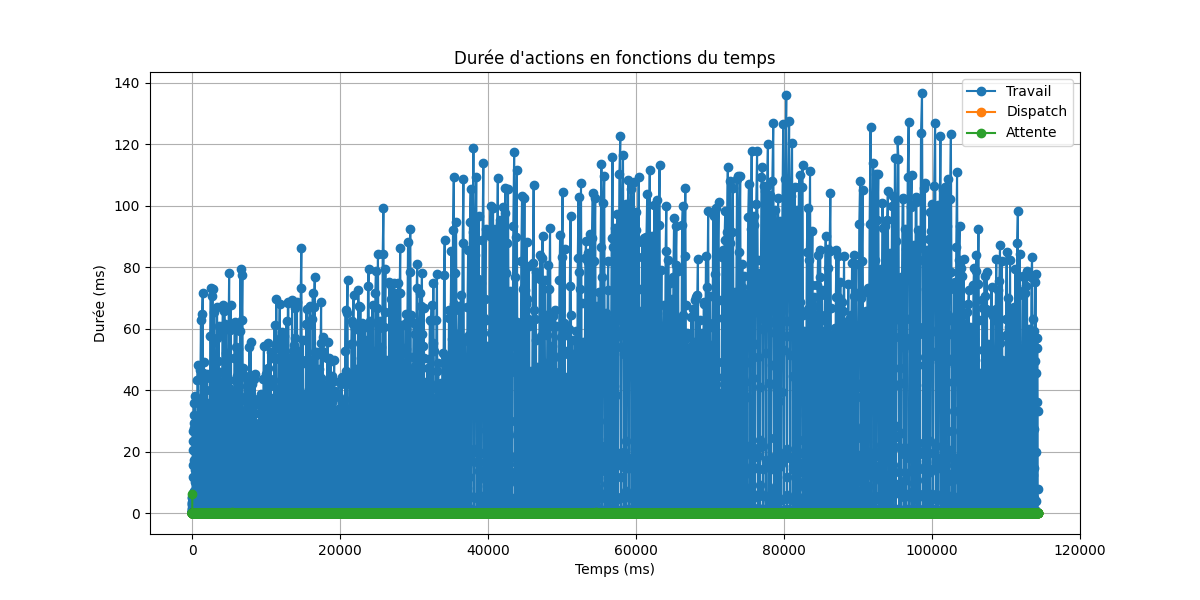 Durée d'actions en fonctions du temps
Travail
Dispatch
Attente
Durée (ms)
140
120
100
80
60
40
20
0
0 20000 40000 60000 80000 100000 120000
Temps (ms)